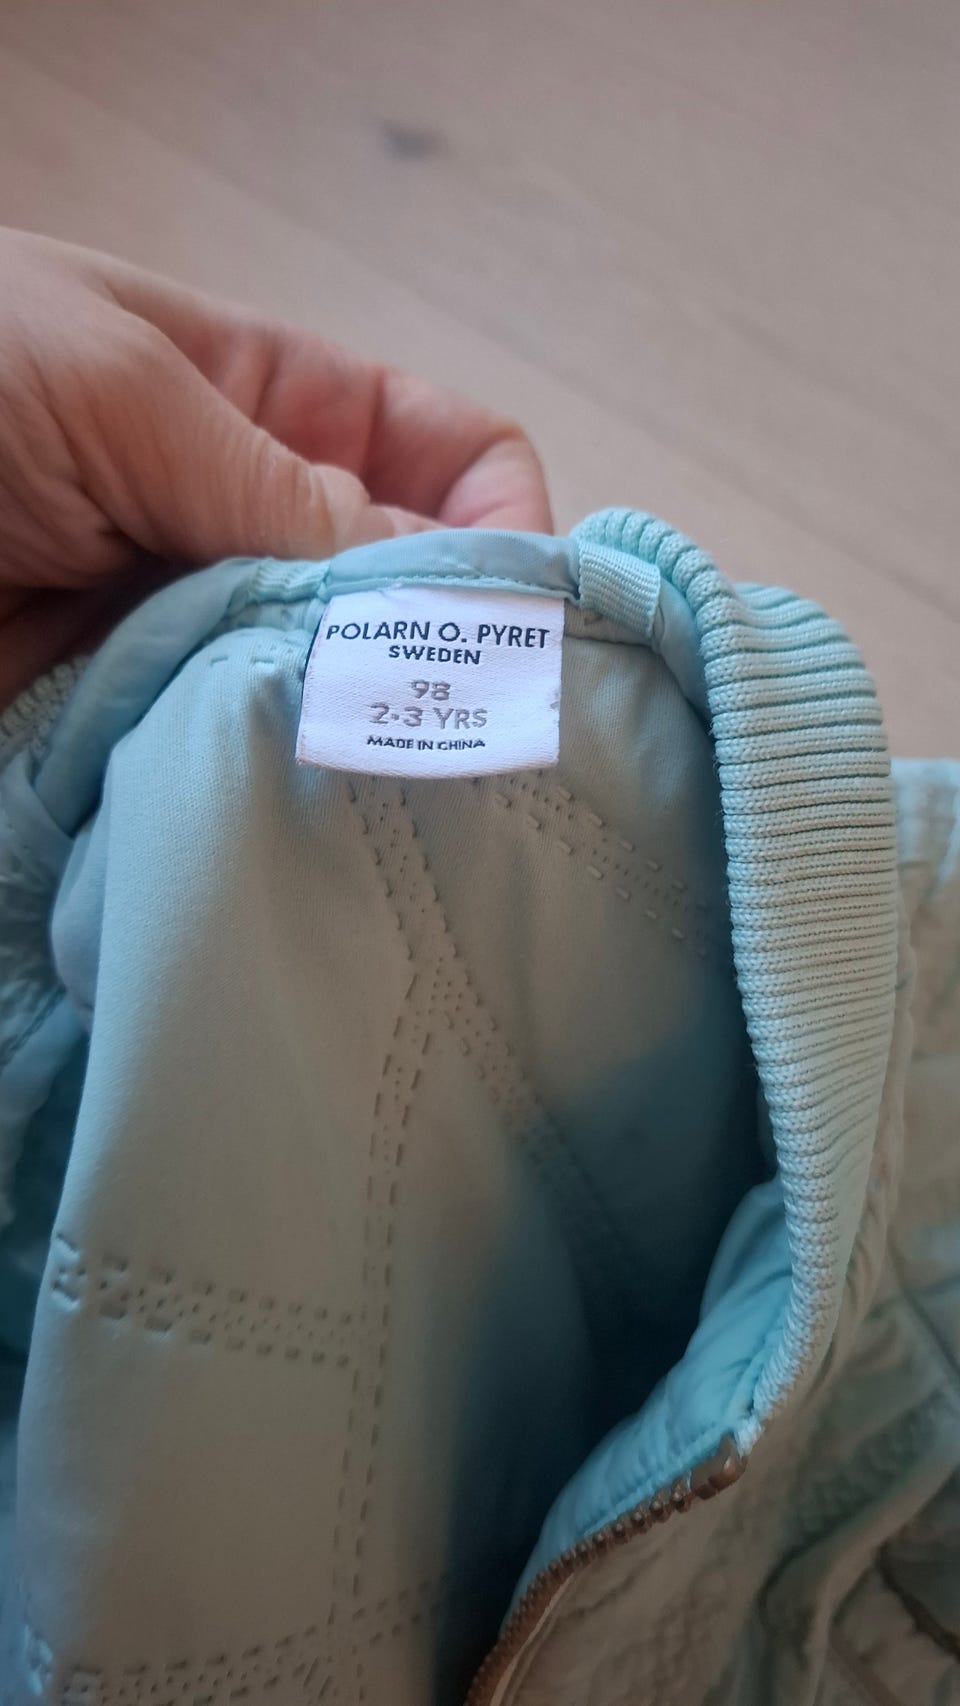 POLARN O. PYRET
SWEDEN
98
2-3 YRS
MADE IN CHINA